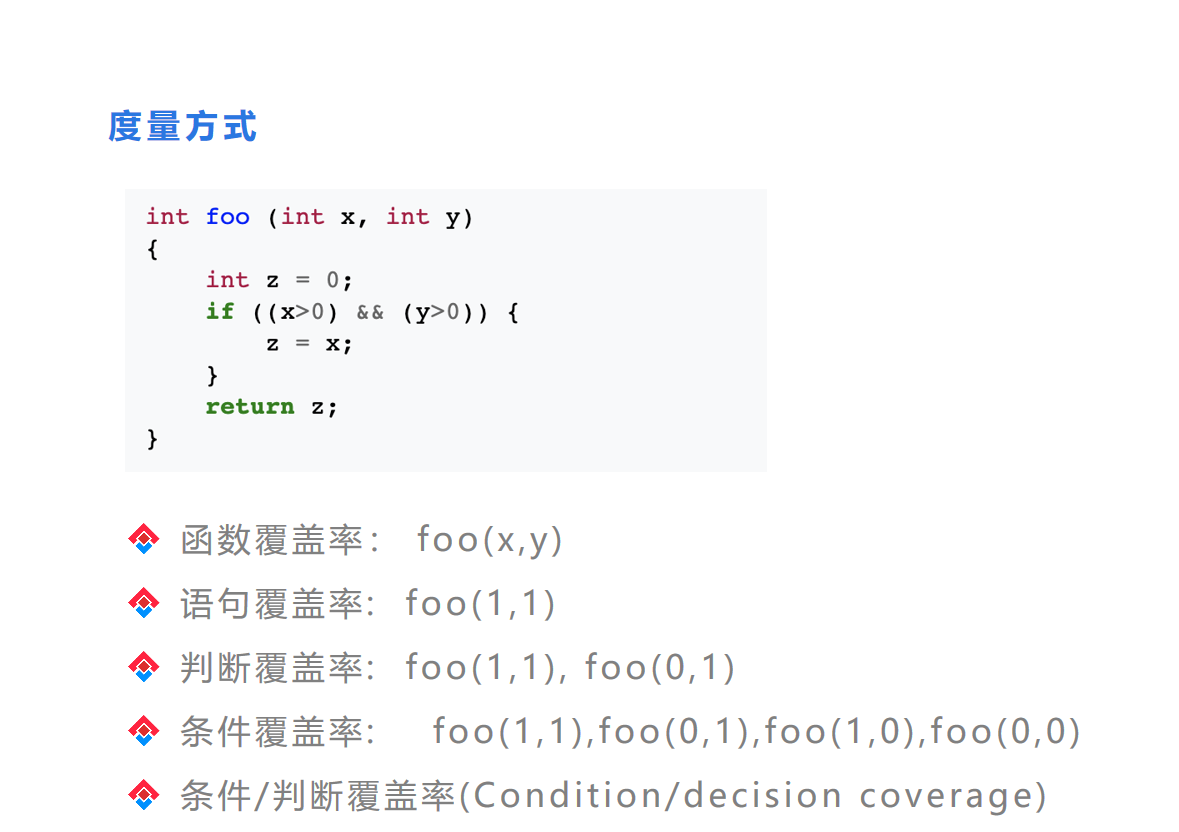 度量方式
int foo (int x, int y)
{
    int z = 0;
    if ((x>0) && (y>0)) {
        z = x;
    }
    return z;
}
函数覆盖率： foo(x,y)
语句覆盖率: foo(1,1)
判断覆盖率: foo(1,1), foo(0,1)
条件覆盖率: foo(1,1),foo(0,1),foo(1,0),foo(0,0)
条件/判断覆盖率(Condition/decision coverage)